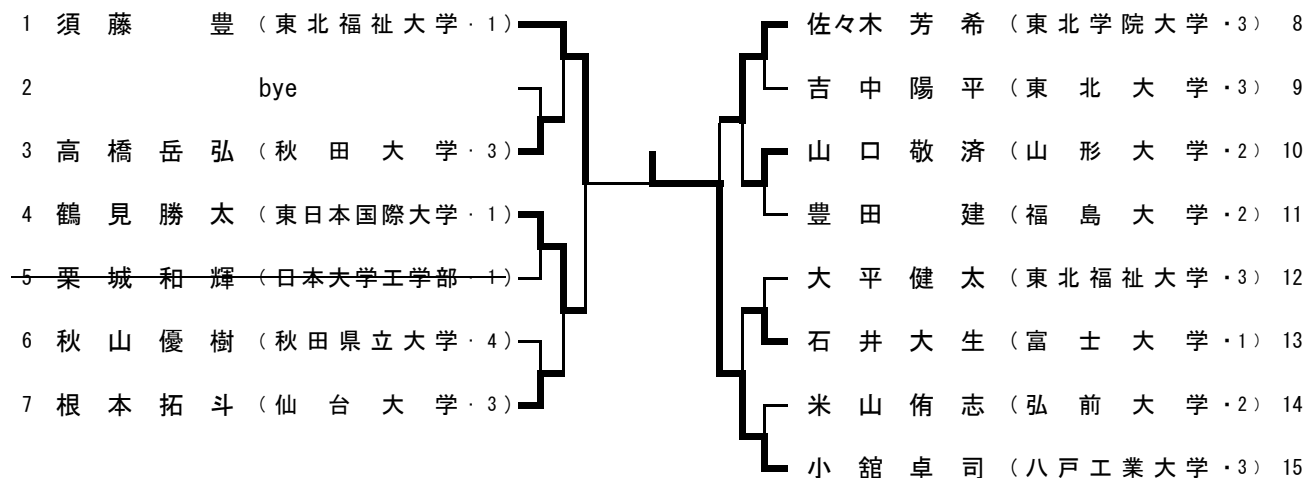 1 須藤 豊 (東北福祉大学・1)
2 bye
3 高橋岳弘 (秋田大学・3)
4 鶴見勝太 (東日本国際大学・1)
5 栗城和輝 (日本大学工学部・1)
6 秋山優樹 (秋田県立大学・4)
7 根本拓斗 (仙台大学・3)
佐々木芳希 (東北学院大学・3) 8
吉中陽平 (東北大学・3) 9
山口敬済 (山形大学・2) 10
豊田 建 (福島大学・2) 11
大平健太 (東北福祉大学・3) 12
石井大生 (富士大学・1) 13
米山侑志 (弘前大学・2) 14
小舘卓司 (八戸工業大学・3) 15